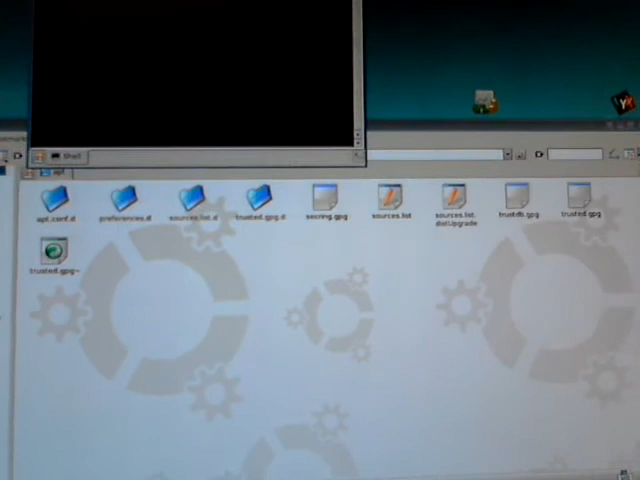 Shell
apt
apt.conf.d
preferences.d
sources.list.d
trusted.gpg.d
secring.gpg
sources.list
sources.list.
distUpgrade
trustdb.gpg
trusted.gpg
trusted.gpg~